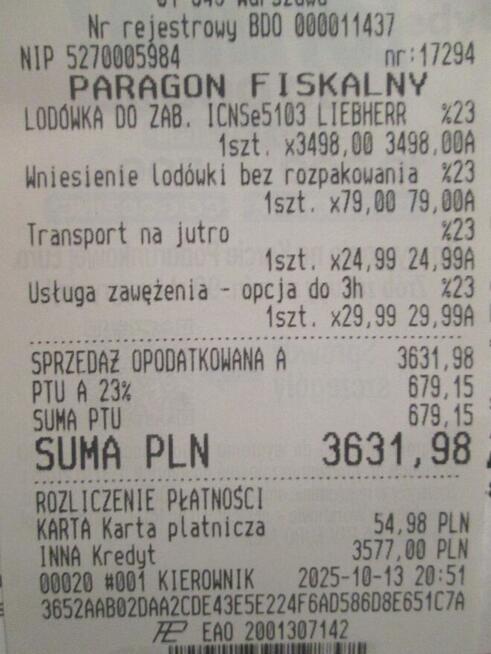 Nr rejestrowy BDO 000011437
NIP 5270005984 nr:17294
PARAGON FISKALNY
LODÓWKA DO ZAB. ICNSe5103 LIEBHERR %23
1szt. x3498,00 3498,00A
Wniesienie lodówki bez rozpakowania %23
1szt. x79,00 79,00A
Transport na jutro %23
1szt. x24,99 24,99A
Usługa zawężenia - opcja do 3h %23
1szt. x29,99 29,99A
SPRZEDAŻ OPODATKOWANA A 3631,98
PTU A 23% 679,15
SUMA PTU 679,15
SUMA PLN 3631,98
ROZLICZENIE PŁATNOŚCI
KARTA Karta płatnicza 54,98 PLN
INNA Kredyt 3577,00 PLN
00020 #001 KIEROWNIK 2025-10-13 20:51
3652AAB02DAA2CDE43E5E224F6AD586D8E651C7A
EAO 2001307142